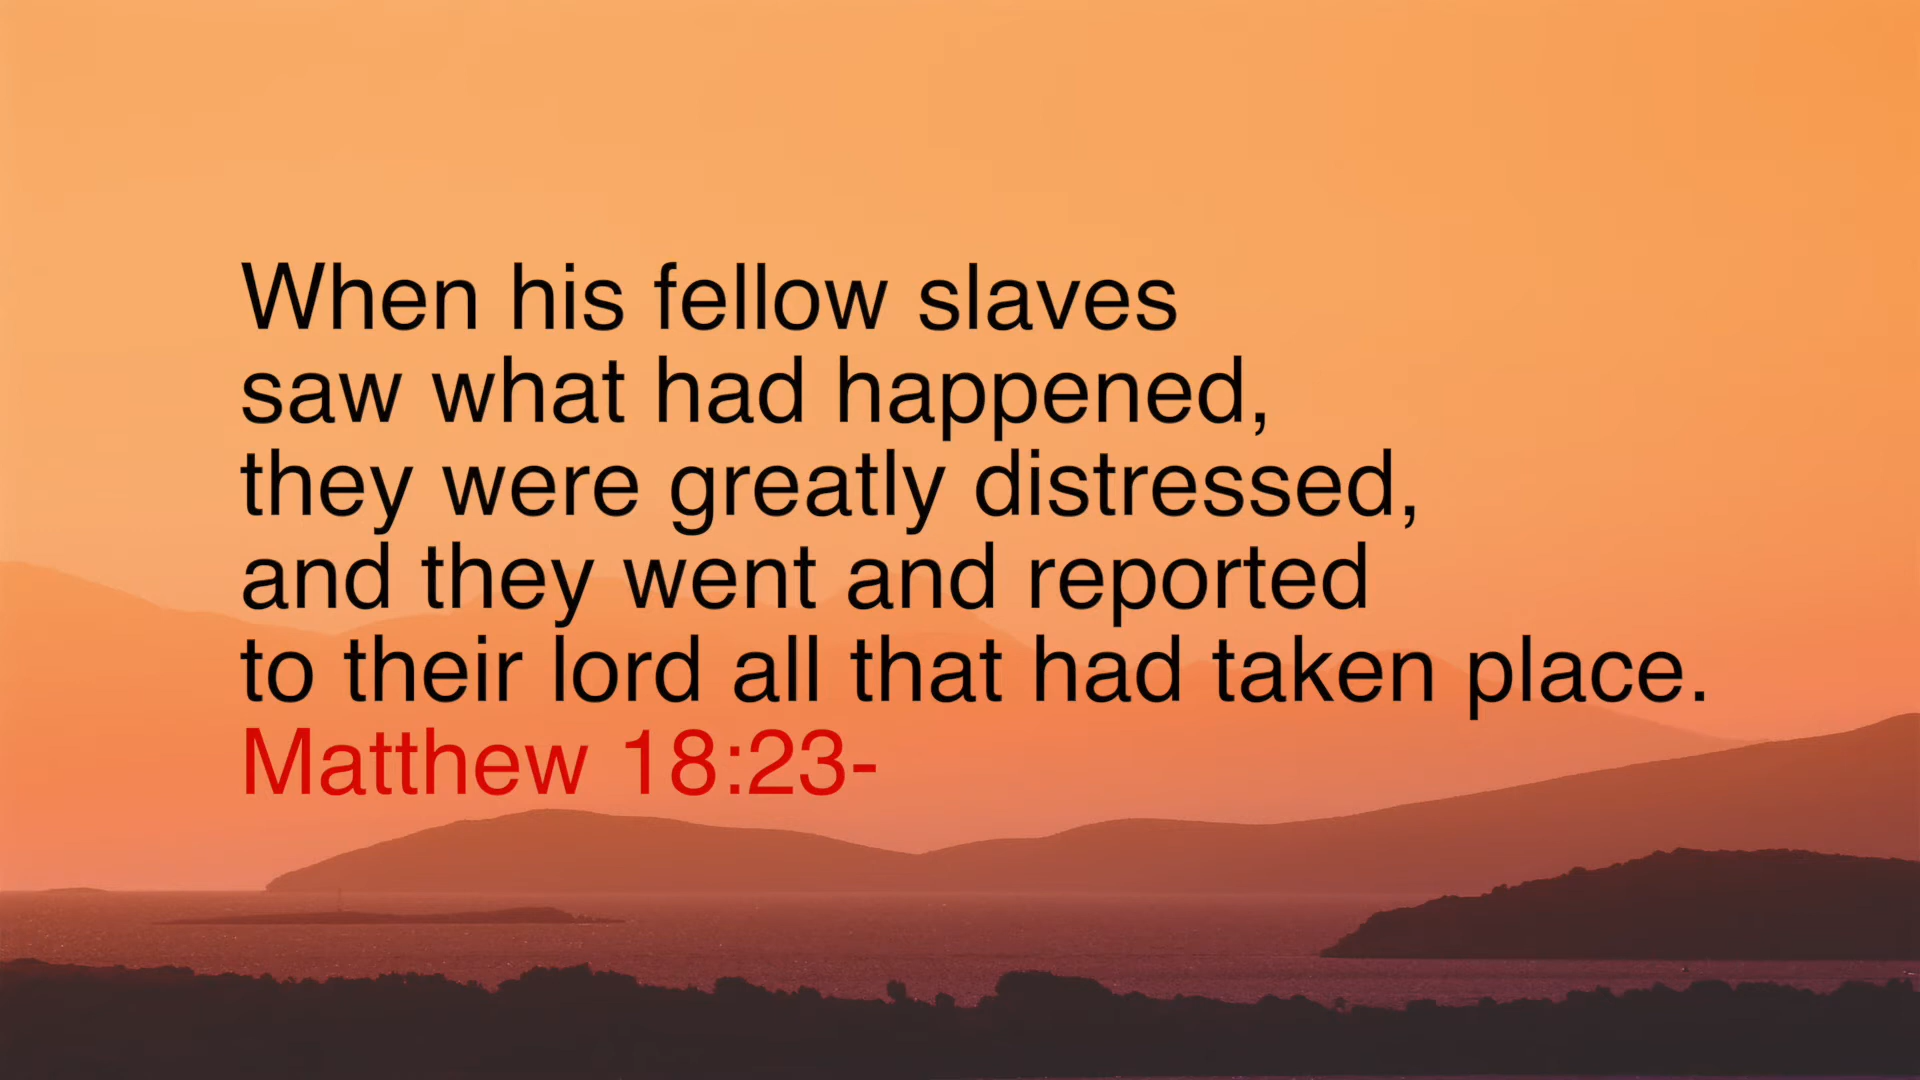 When his fellow slaves
saw what had happened,
they were greatly distressed,
and they went and reported
to their lord all that had taken place.
Matthew 18:23-